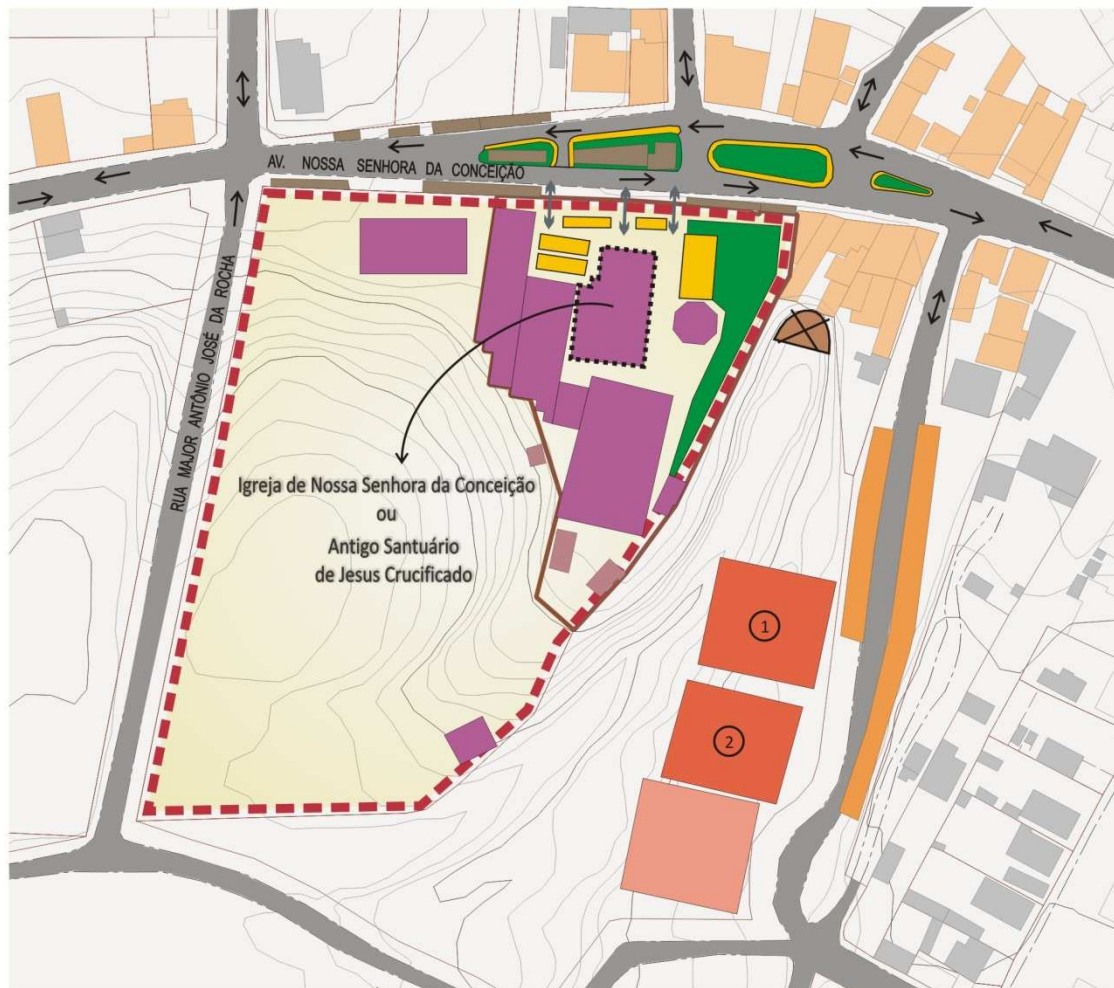 AV. NOSSA SENHORA DA CONCEIÇÃO
RUA MAJOR ANTÔNIO JOSÉ DA ROCHA
Igreja de Nossa Senhora da Conceição
ou
Antigo Santuário
de Jesus Crucificado
1
2